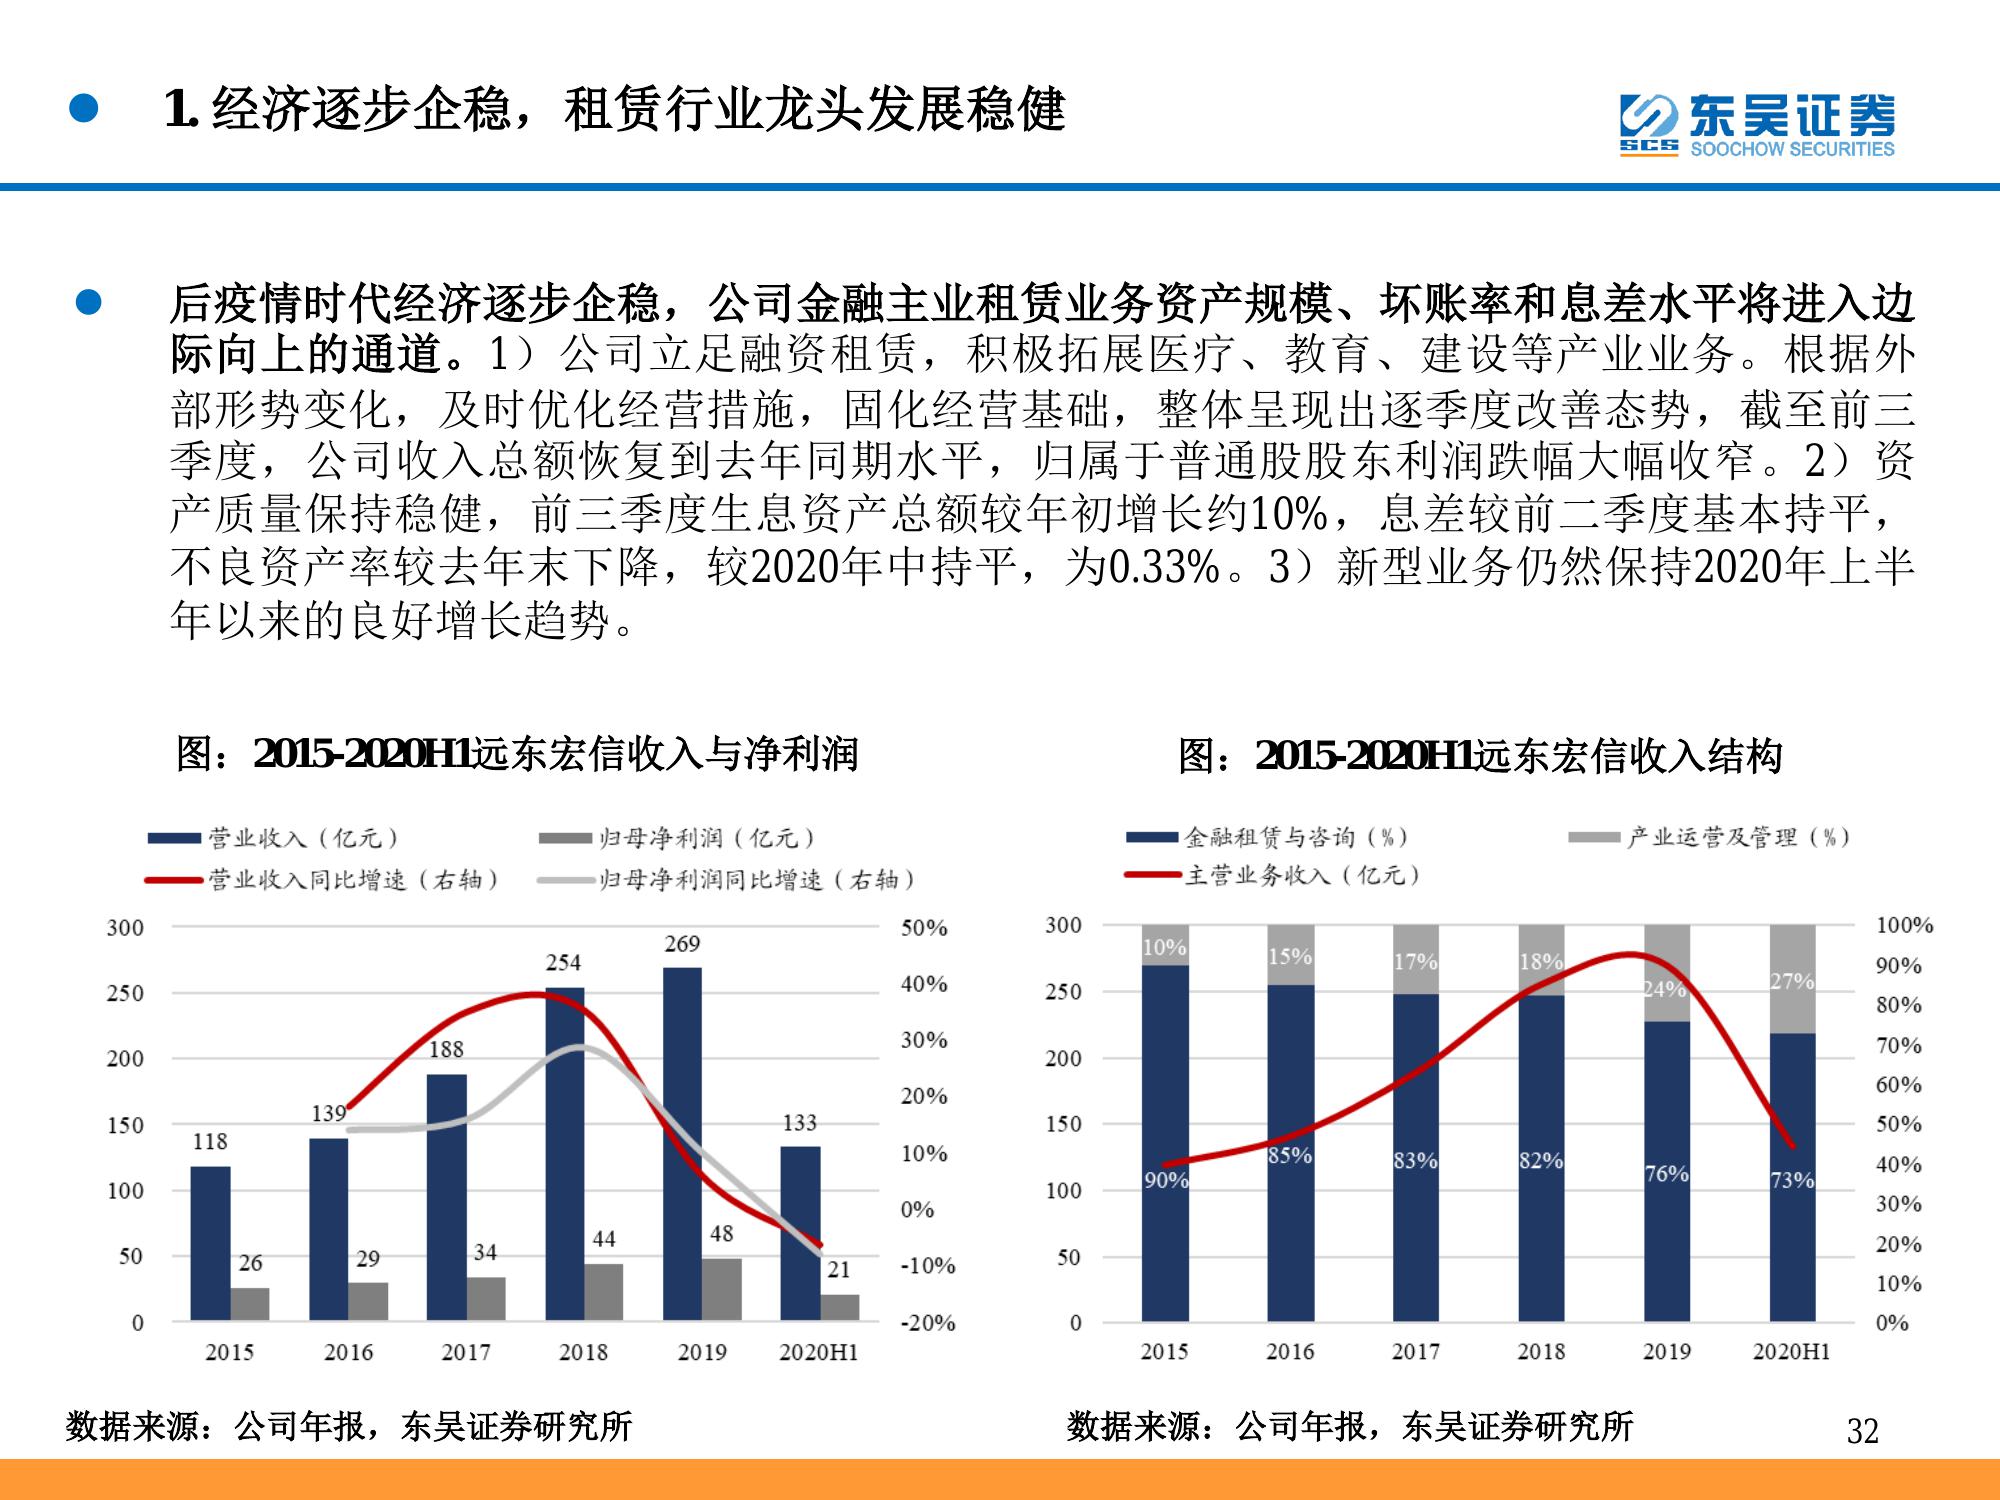 1. 经济逐步企稳，租赁行业龙头发展稳健
东吴证券
SCS SOOCHOW SECURITIES
后疫情时代经济逐步企稳，公司金融主业租赁业务资产规模、坏账率和息差水平将进入边
际向上的通道。1）公司立足融资租赁，积极拓展医疗、教育、建设等产业业务。根据外
部形势变化，及时优化经营措施，固化经营基础，整体呈现出逐季度改善态势，截至前三
季度，公司收入总额恢复到去年同期水平，归属于普通股股东利润跌幅大幅收窄。2）资
产质量保持稳健，前三季度生息资产总额较年初增长约10%，息差较前二季度基本持平，
不良资产率较去年末下降，较2020年中持平，为0.33%。3）新型业务仍然保持2020年上半
年以来的良好增长趋势。
图：2015-2020H1远东宏信收入与净利润
营业收入（亿元） 归母净利润（亿元）
营业收入同比增速（右轴） 归母净利润同比增速（右轴）
300 50%
250 40%
200 30%
150 20%
100 10%
50 0%
0 -10%
-20%
118 139 188 254 269 133
26 29 34 44 48 21
2015 2016 2017 2018 2019 2020H1
图：2015-2020H1远东宏信收入结构
金融租赁与咨询（%） 产业运营及管理（%）
主营业务收入（亿元）
300 100%
250 90%
200 80%
150 70%
100 60%
50 50%
0 40%
30%
20%
10%
0%
10% 15% 17% 18% 24% 27%
90% 85% 83% 82% 76% 73%
2015 2016 2017 2018 2019 2020H1
数据来源：公司年报，东吴证券研究所
数据来源：公司年报，东吴证券研究所
32